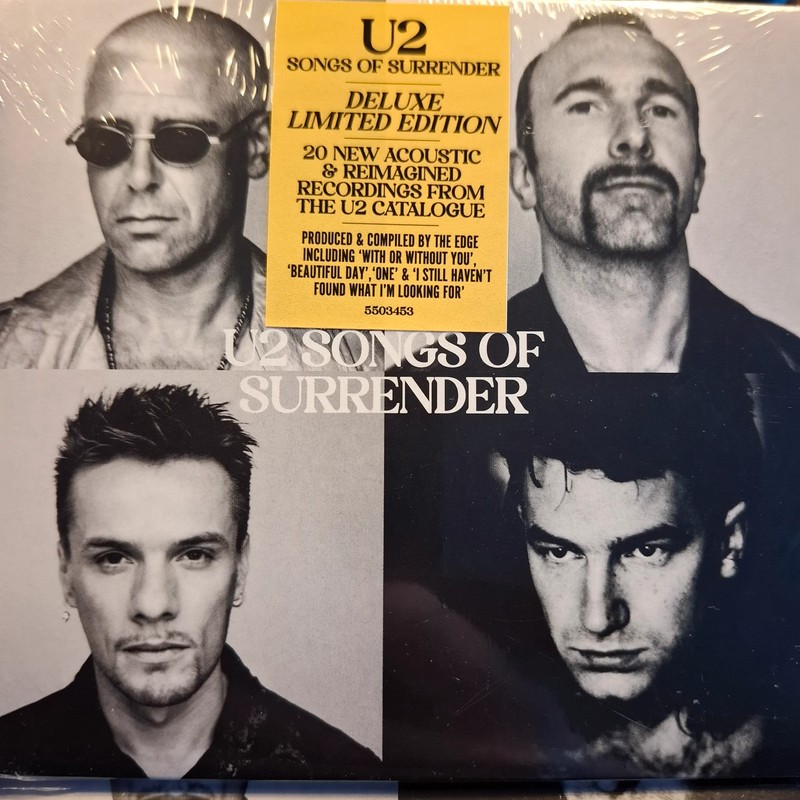 U2
SONGS OF SURRENDER
DELUXE
LIMITED EDITION
20 NEW ACOUSTIC
& REIMAGINED
RECORDINGS FROM
THE U2 CATALOGUE
PRODUCED & COMPILED BY THE EDGE
INCLUDING ‘WITH OR WITHOUT YOU’,
‘BEAUTIFUL DAY’, ‘ONE’ & ‘I STILL HAVEN’T
FOUND WHAT I’M LOOKING FOR’
5503453
U2 SONGS OF
SURRENDER